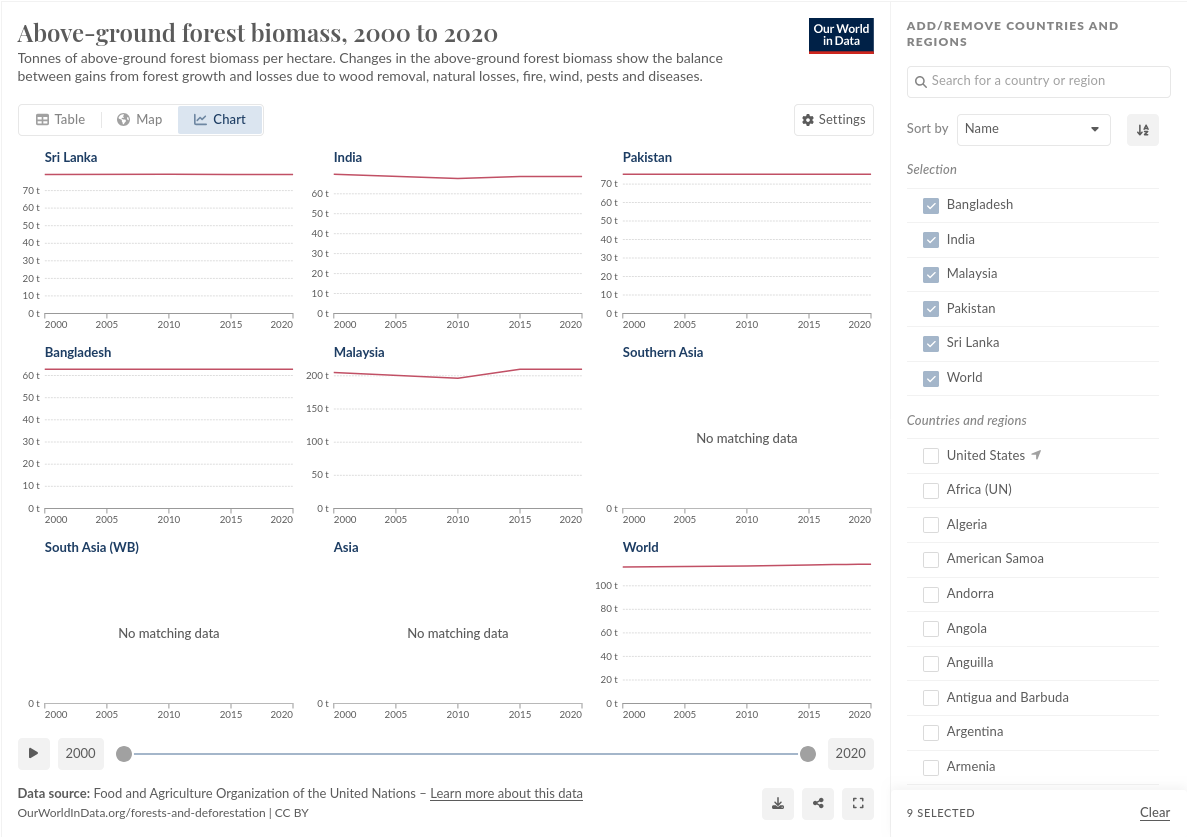 Above-ground forest biomass, 2000 to 2020
Our World
in Data
Tonnes of above-ground forest biomass per hectare. Changes in the above-ground forest biomass show the balance
between gains from forest growth and losses due to wood removal, natural losses, fire, wind, pests and diseases.
Table
Map
Chart
Settings
Sri Lanka
70 t
60 t
50 t
40 t
30 t
20 t
10 t
0 t
2000 2005 2010 2015 2020
India
60 t
50 t
40 t
30 t
20 t
10 t
0 t
2000 2005 2010 2015 2020
Pakistan
70 t
60 t
50 t
40 t
30 t
20 t
10 t
0 t
2000 2005 2010 2015 2020
Bangladesh
60 t
50 t
40 t
30 t
20 t
10 t
0 t
2000 2005 2010 2015 2020
Malaysia
200 t
150 t
100 t
50 t
0 t
2000 2005 2010 2015 2020
Southern Asia
No matching data
0 t
2000 2005 2010 2015 2020
South Asia (WB)
No matching data
0 t
2000 2005 2010 2015 2020
Asia
No matching data
0 t
2000 2005 2010 2015 2020
World
100 t
80 t
60 t
40 t
20 t
0 t
2000 2005 2010 2015 2020
2000
2020
Data source: Food and Agriculture Organization of the United Nations – Learn more about this data
OurWorldInData.org/forests-and-deforestation | CC BY
ADD/REMOVE COUNTRIES AND
REGIONS
Search for a country or region
Sort by Name
Selection
Bangladesh
India
Malaysia
Pakistan
Sri Lanka
World
Countries and regions
United States
Africa (UN)
Algeria
American Samoa
Andorra
Angola
Anguilla
Antigua and Barbuda
Argentina
Armenia
9 SELECTED
Clear